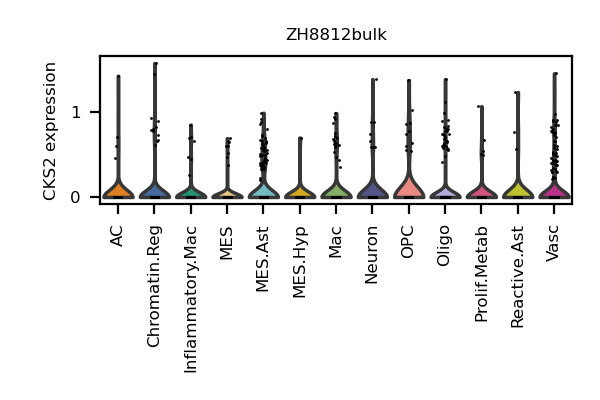 ZH8812bulk
CKS2 expression
1
0
AC
Chromatin.Reg
Inflammatory.Mac
MES
MES.Ast
MES.Hyp
Mac
Neuron
OPC
Oligo
Prolif.Metab
Reactive.Ast
Vasc